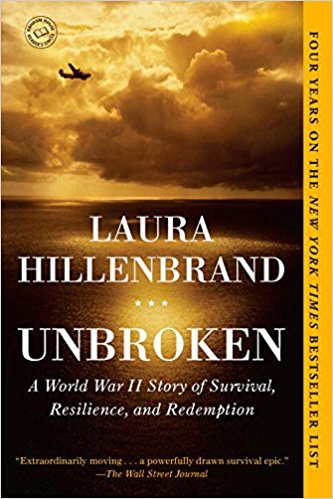 LAURA
HILLENBRAND
UNBROKEN
A World War II Story of Survival,
Resilience, and Redemption
“Extraordinarily moving . . . a powerfully drawn survival epic.”
—The Wall Street Journal
FOUR YEARS ON THE NEW YORK TIMES BESTSELLER LIST